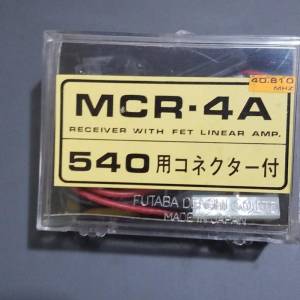 40.810
MHZ
MCR·4A
RECEIVER WITH FET LINEAR AMP.
540用コネクター付
FUTABA
MADE IN JAPAN